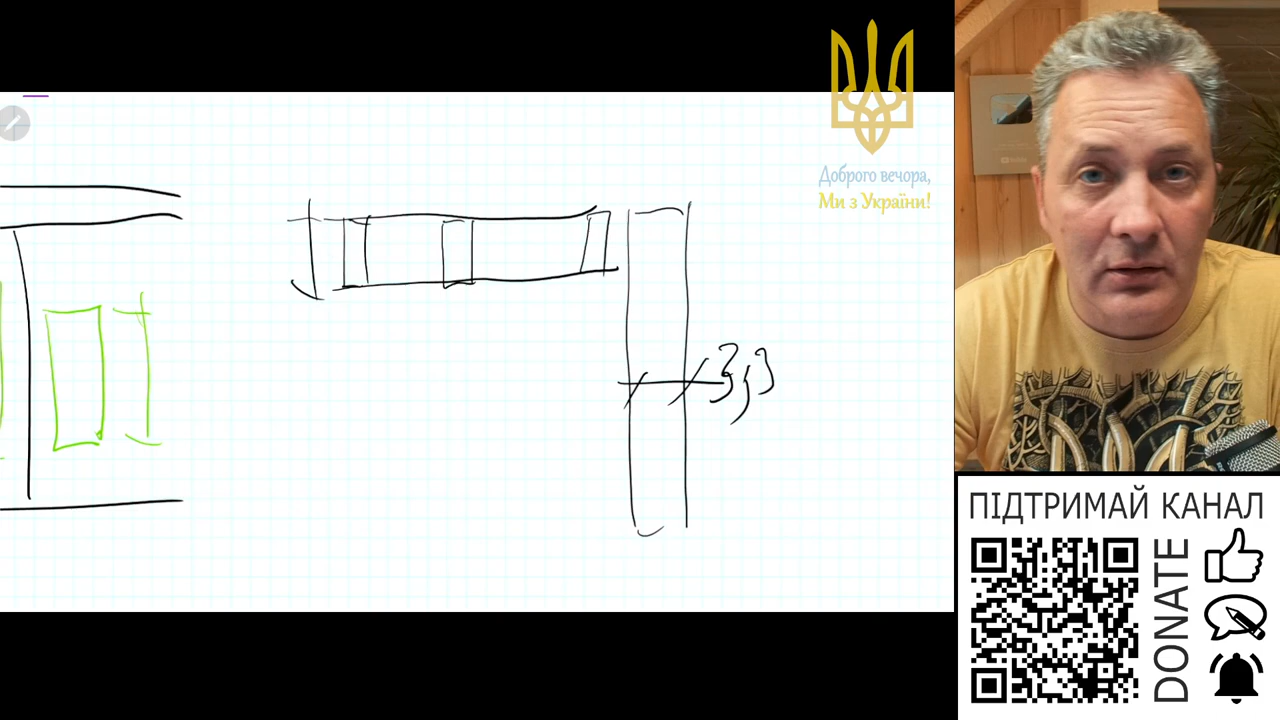 Доброго вечора,
Ми з України!
3,3
ПІДТРИМАЙ КАНАЛ
DONATE